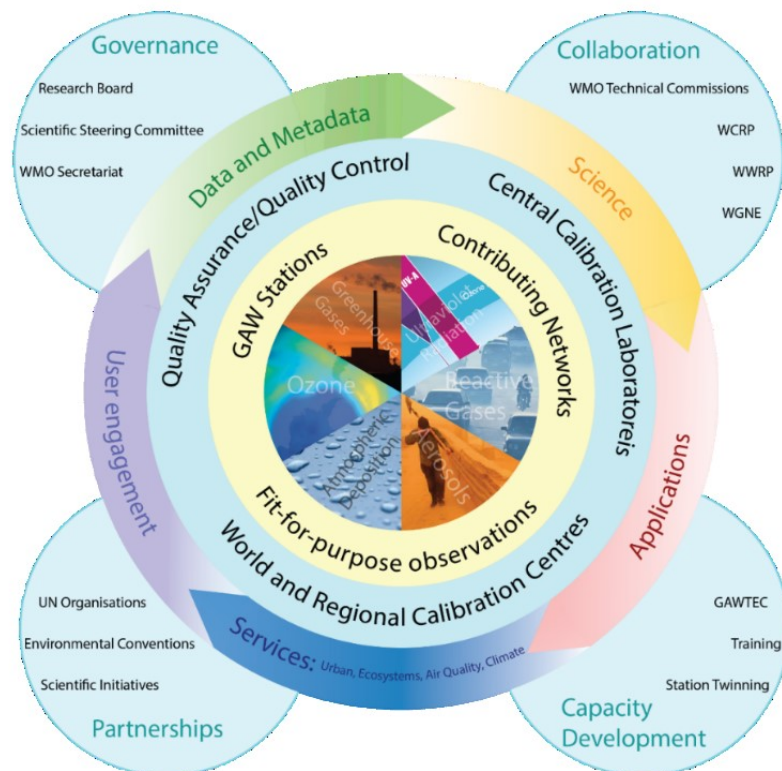 Governance
Research Board
Scientific Steering Committee
WMO Secretariat
Collaboration
WMO Technical Commissions
WCRP
WWRP
WGNE
Data and Metadata
Science
Applications
Services: Urban, Ecosystems, Air Quality, Climate
User engagement
Quality Assurance/Quality Control
Central Calibration Laboratoreis
World and Regional Calibration Centres
GAW Stations
Contributing Networks
Fit-for-purpose observations
Greenhouse
Gases
UV-A
Ozone
Ultraviolet
Radiation
Reactive
Gases
Aerosols
Atmospheric
Deposition
Ozone
UN Organisations
Environmental Conventions
Scientific Initiatives
Partnerships
GAWTEC
Training
Station Twinning
Capacity
Development